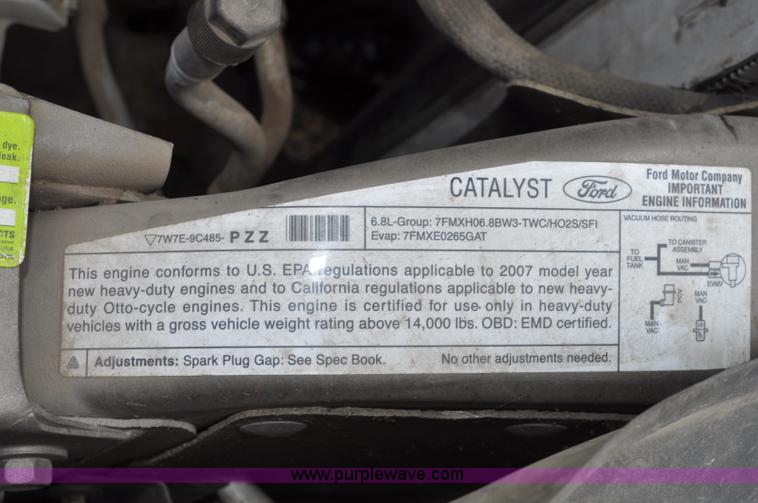 dye.
leak.
CTS
CATALYST Ford
Ford Motor Company
IMPORTANT
ENGINE INFORMATION
▽7W7E-9C485- PZZ
6.8L-Group: 7FMXH06.8BW3-TWC/HO2S/SFI
Evap: 7FMXE0265GAT
This engine conforms to U.S. EPA regulations applicable to 2007 model year
new heavy-duty engines and to California regulations applicable to new heavy-
duty Otto-cycle engines. This engine is certified for use only in heavy-duty
vehicles with a gross vehicle weight rating above 14,000 lbs. OBD: EMD certified.
Adjustments: Spark Plug Gap: See Spec Book. No other adjustments needed.
VACUUM HOSE ROUTING
TO CANISTER
ASSEMBLY
TO
FUEL
TANK
MAN
VAC
EVMV
PCV
MAN
VAC
MAN-
VAC
www.purplewave.com